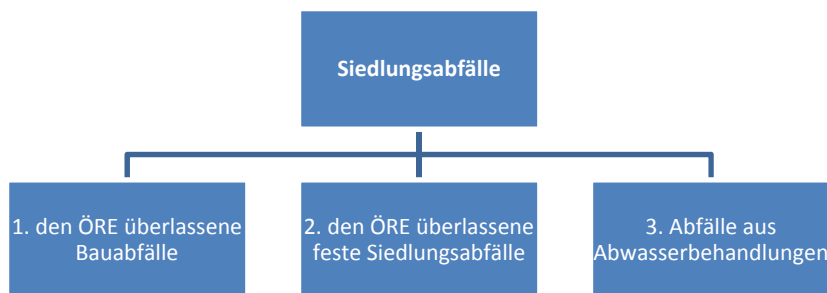 Siedlungsabfälle
1. den ÖRE überlassene
Bauabfälle
2. den ÖRE überlassene
feste Siedlungsabfälle
3. Abfälle aus
Abwasserbehandlungen